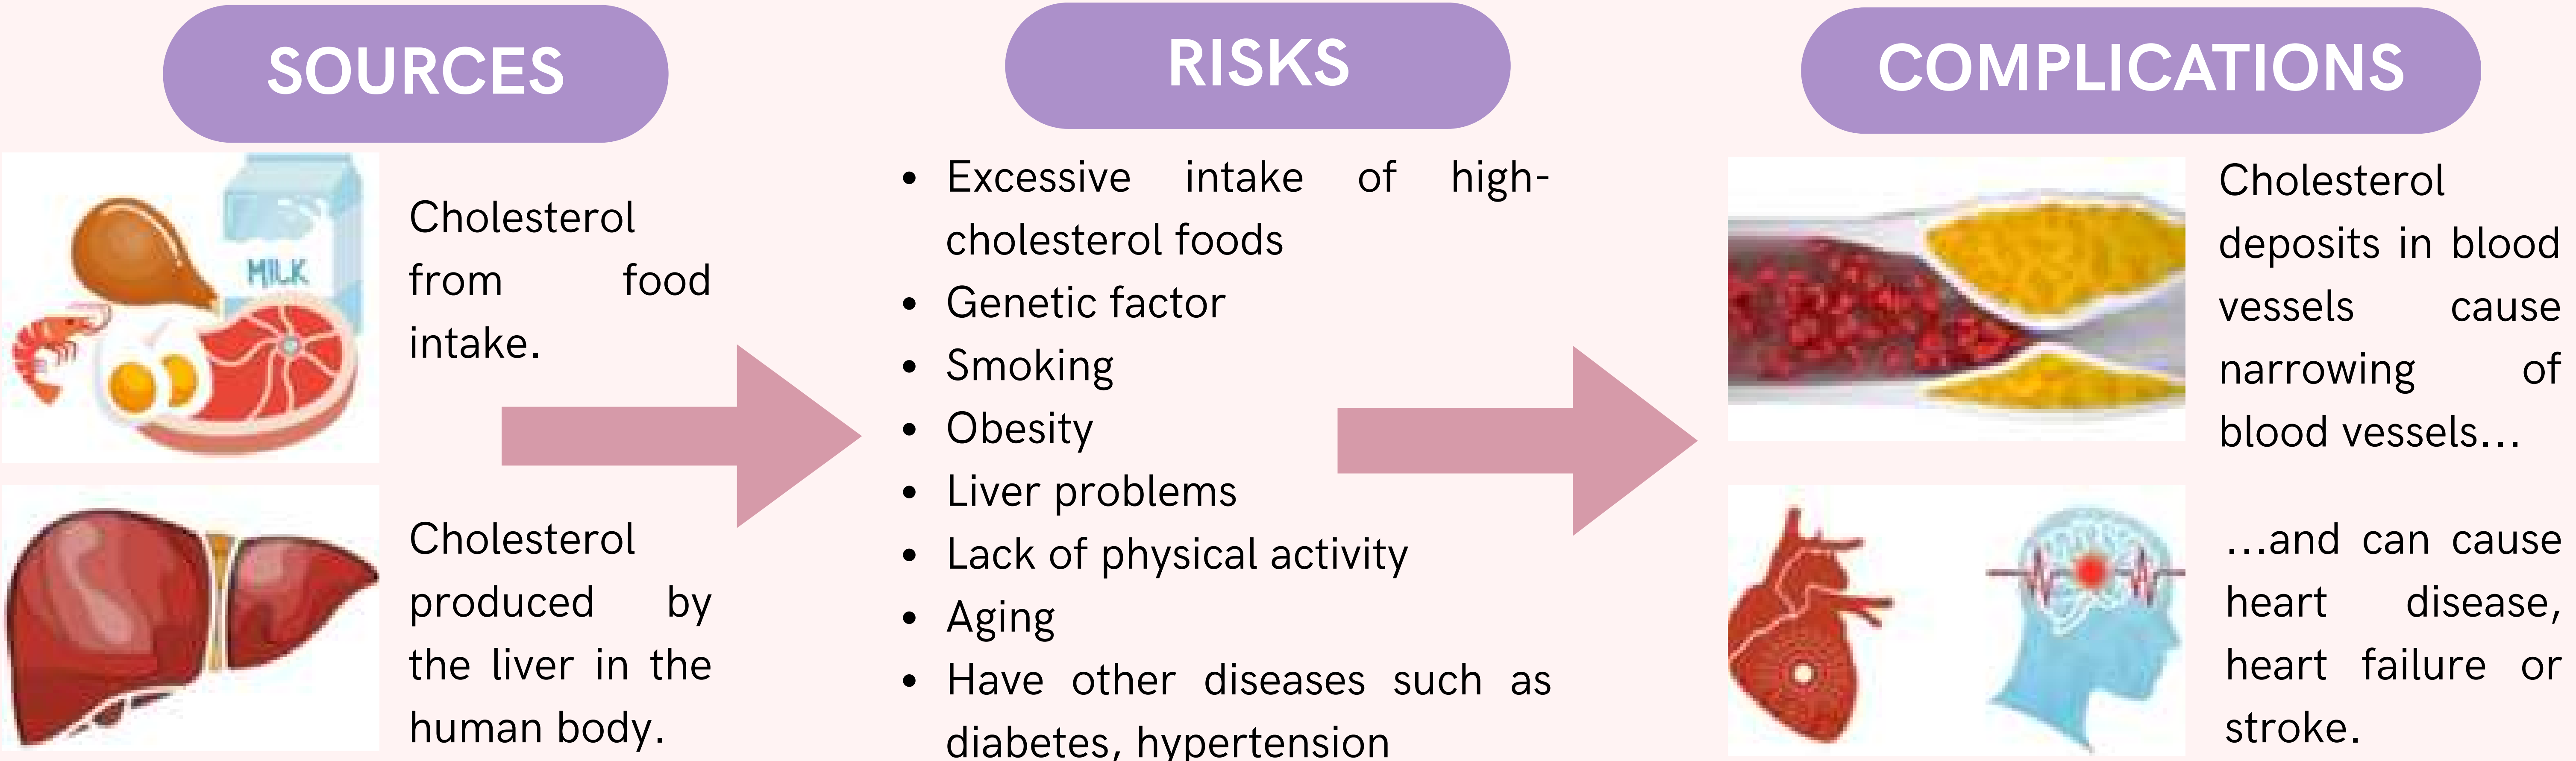 SOURCES
MILK
Cholesterol
from food
intake.
Cholesterol
produced by
the liver in the
human body.
RISKS
• Excessive intake of high-
cholesterol foods
• Genetic factor
• Smoking
• Obesity
• Liver problems
• Lack of physical activity
• Aging
• Have other diseases such as
diabetes, hypertension
COMPLICATIONS
Cholesterol
deposits in blood
vessels cause
narrowing of
blood vessels...
...and can cause
heart disease,
heart failure or
stroke.